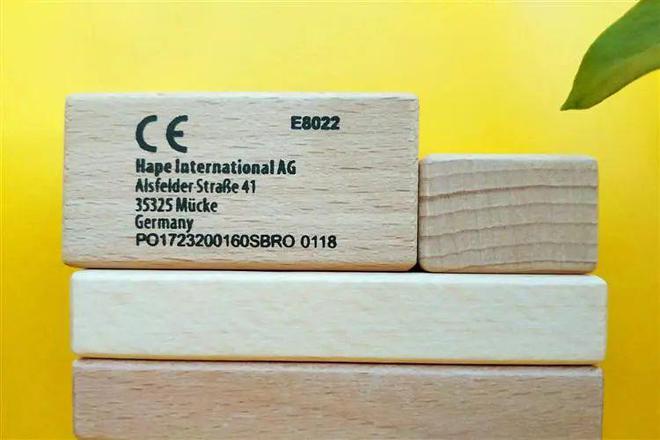 CE E8022
Hape International AG
Alsfelder Straße 41
35325 Mücke
Germany
PO1723200160SBRO 0118